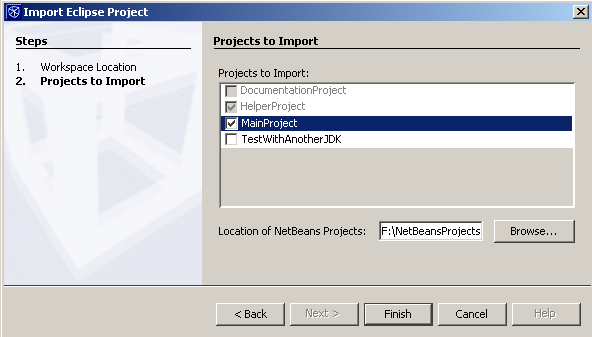 Import Eclipse Project
Steps
1. Workspace Location
2. Projects to Import
Projects to Import
Projects to Import:
DocumentationProject
HelperProject
MainProject
TestWithAnotherJDK
Location of NetBeans Projects: F:\NetBeansProjects Browse...
< Back Next > Finish Cancel Help